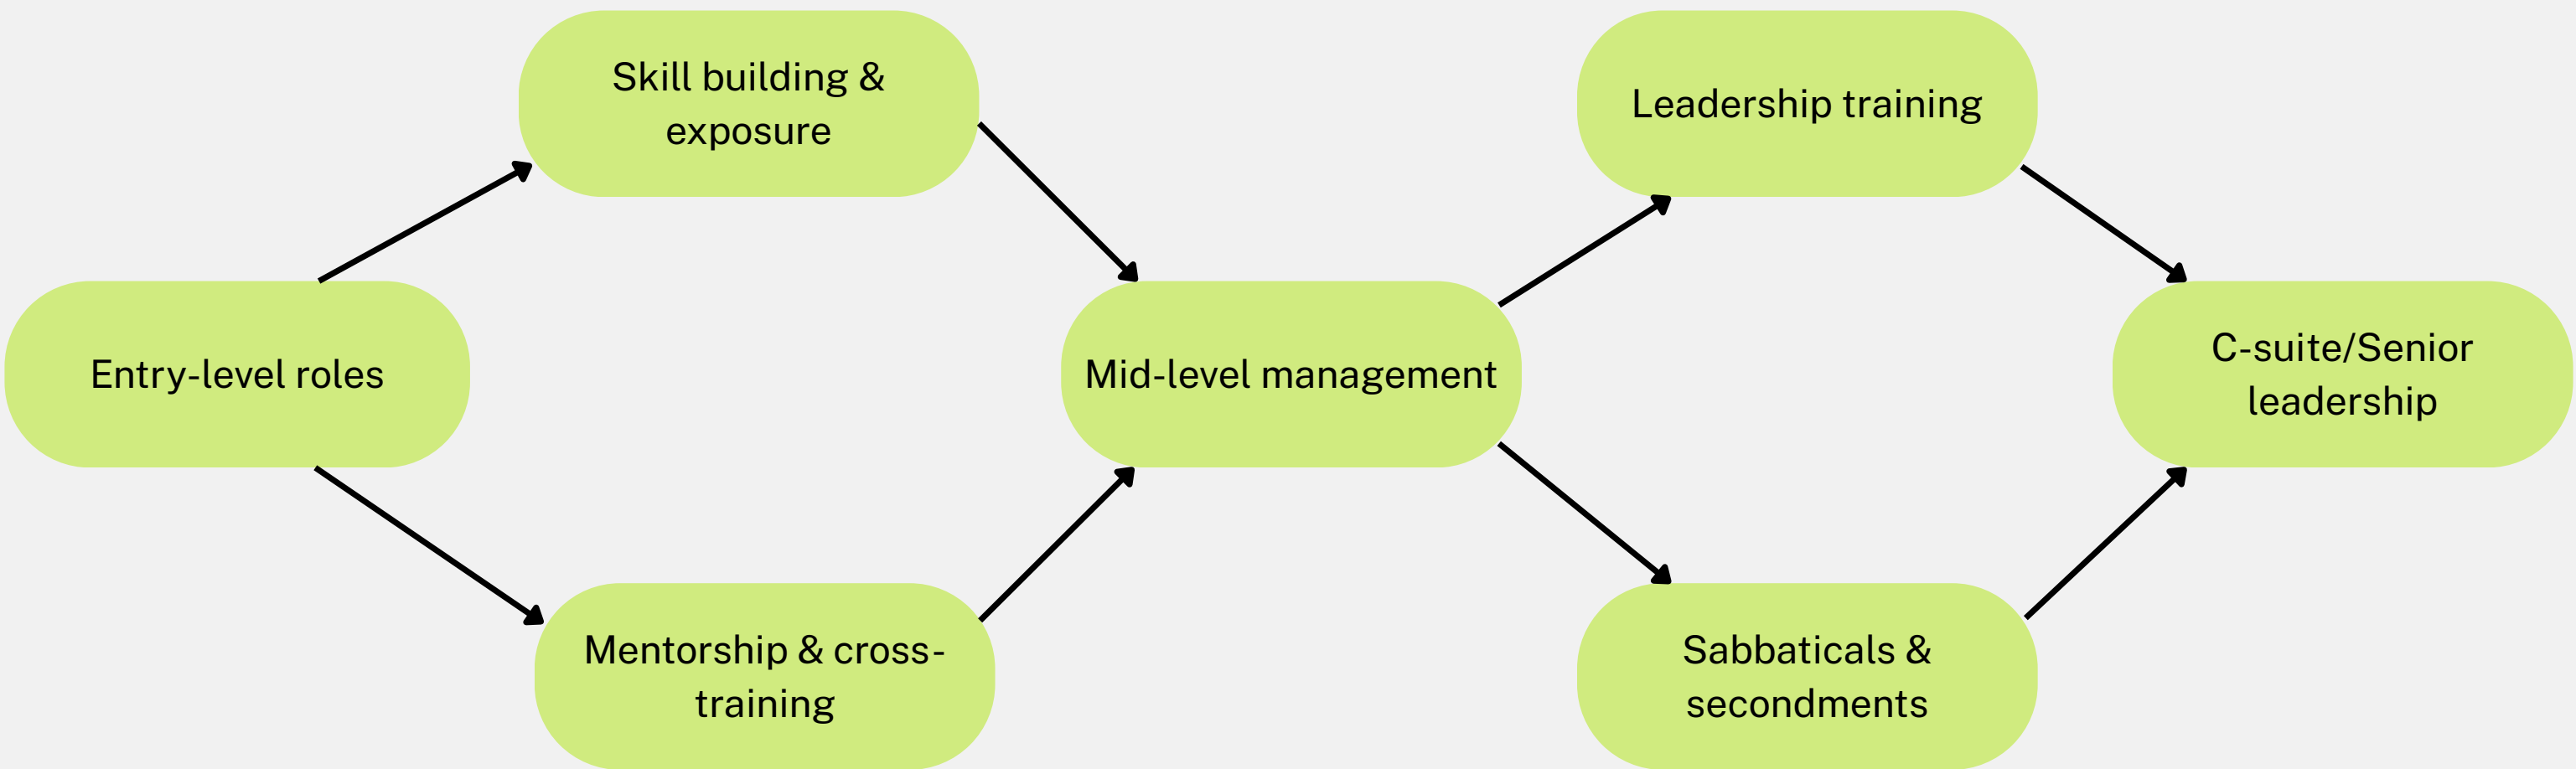 Skill building &
exposure
Leadership training
Entry-level roles
Mid-level management
C-suite/Senior
leadership
Mentorship & cross-
training
Sabbaticals &
secondments